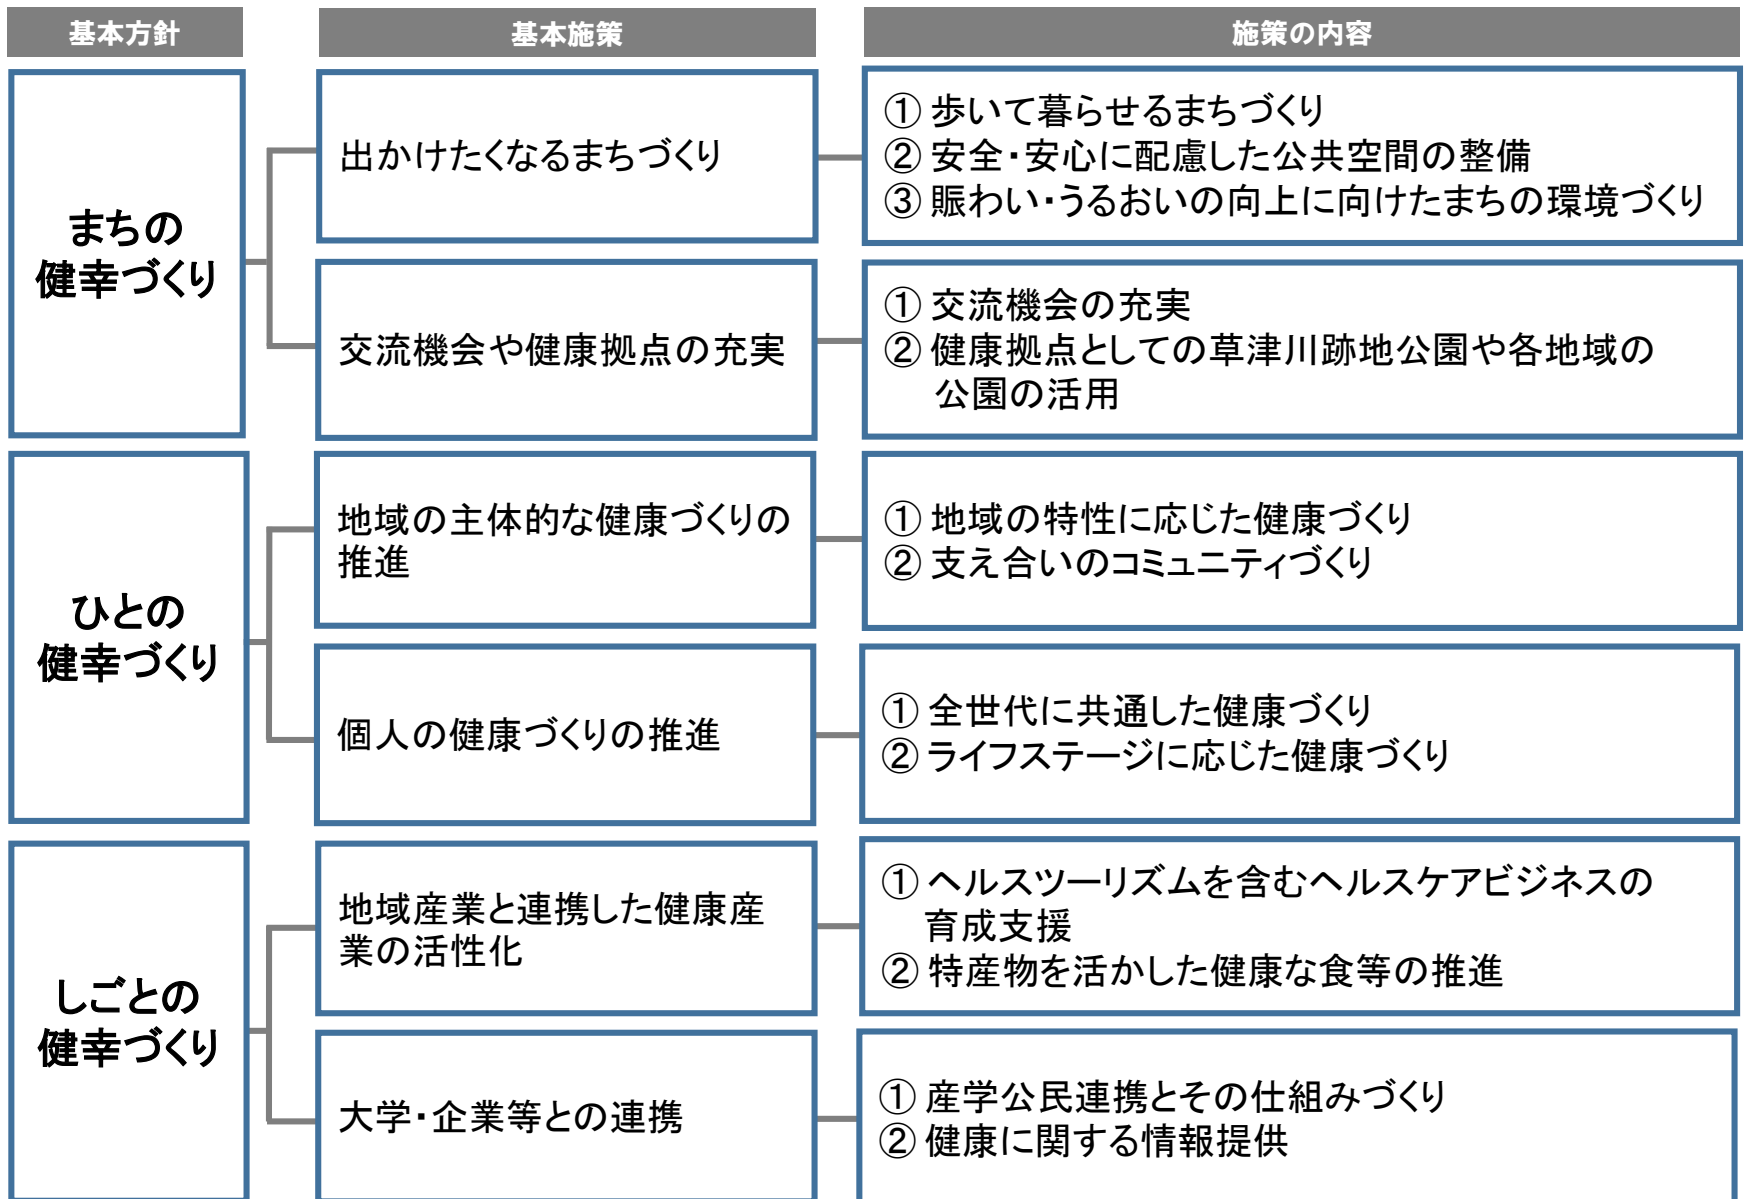 基本方針
基本施策
施策の内容
まちの
健幸づくり
出かけたくなるまちづくり
① 歩いて暮らせるまちづくり
② 安全・安心に配慮した公共空間の整備
③ 賑わい・うるおいの向上に向けたまちの環境づくり
交流機会や健康拠点の充実
① 交流機会の充実
② 健康拠点としての草津川跡地公園や各地域の
公園の活用
ひとの
健幸づくり
地域の主体的な健康づくりの
推進
① 地域の特性に応じた健康づくり
② 支え合いのコミュニティづくり
個人の健康づくりの推進
① 全世代に共通した健康づくり
② ライフステージに応じた健康づくり
しごとの
健幸づくり
地域産業と連携した健康産
業の活性化
① ヘルスツーリズムを含むヘルスケアビジネスの
育成支援
② 特産物を活かした健康な食等の推進
大学・企業等との連携
① 産学公民連携とその仕組みづくり
② 健康に関する情報提供